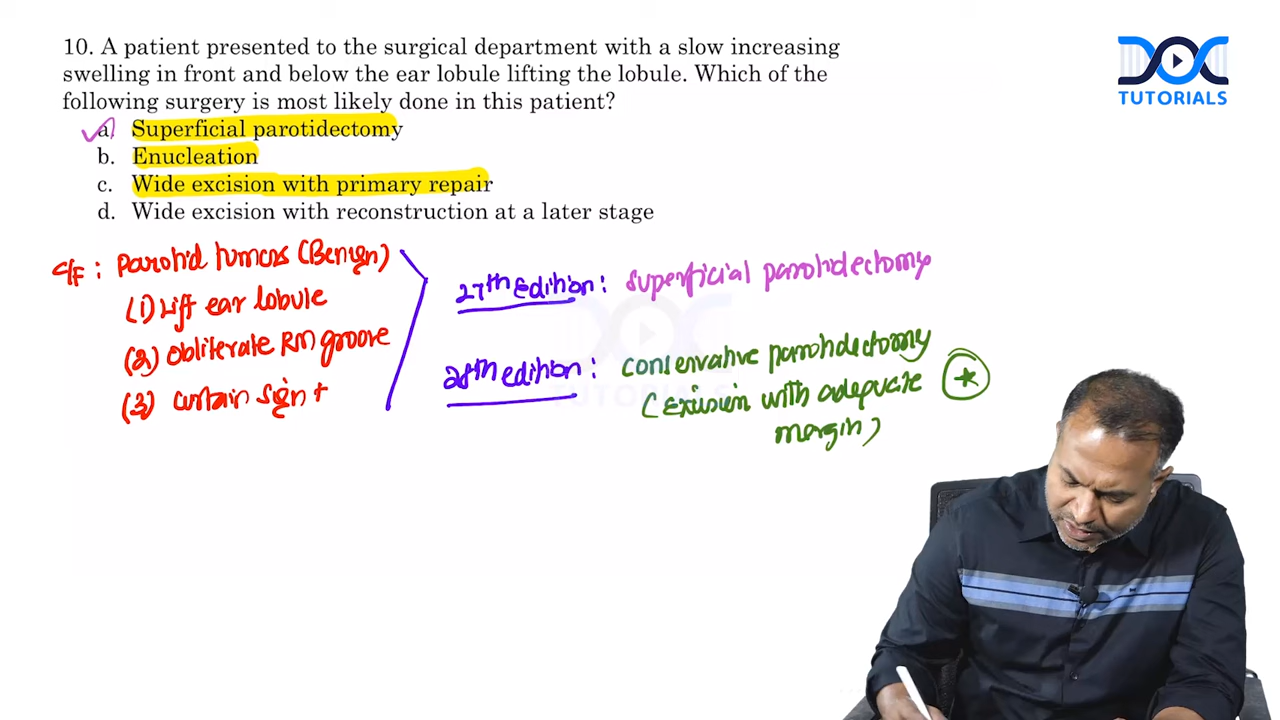 10. A patient presented to the surgical department with a slow increasing
swelling in front and below the ear lobule lifting the lobule. Which of the
following surgery is most likely done in this patient?
a. Superficial parotidectomy
b. Enucleation
c. Wide excision with primary repair
d. Wide excision with reconstruction at a later stage
TUTORIALS
C/F : Parotid tumors (Benign)
(1) Lift ear lobule
(2) obliterate RM groove
(3) curtain sign +
27th Edition : superficial parotidectomy
28th edition : conservative parotidectomy
(Excision with adequate
margin)
TUTORIALS